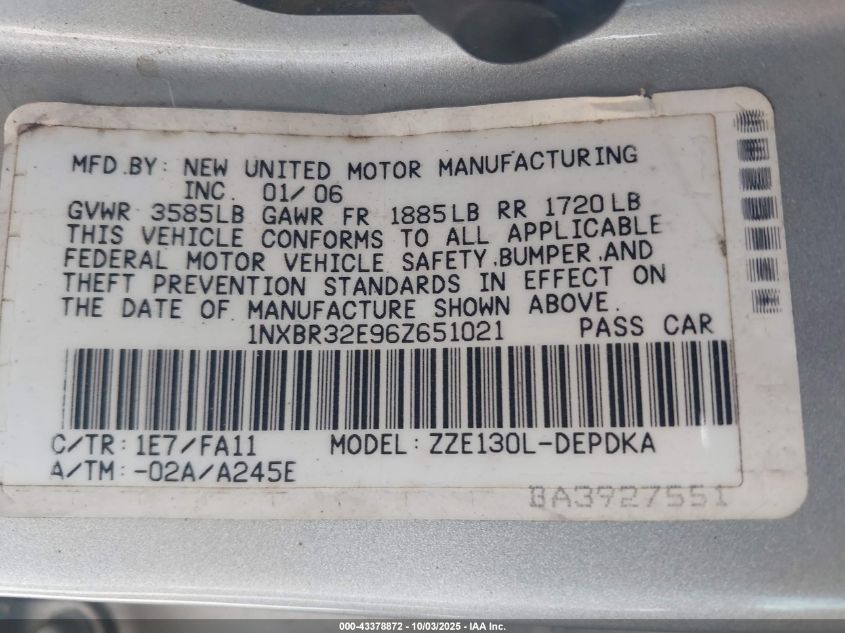 MFD.BY: NEW UNITED MOTOR MANUFACTURING
INC. 01/06
GVWR 3585LB GAWR FR 1885LB RR 1720LB
THIS VEHICLE CONFORMS TO ALL APPLICABLE
FEDERAL MOTOR VEHICLE SAFETY,BUMPER,AND
THEFT PREVENTION STANDARDS IN EFFECT ON
THE DATE OF MANUFACTURE SHOWN ABOVE.
1NXBR32E96Z651021 PASS CAR
C/TR: 1E7/FA11 MODEL: ZZE130L-DEPDKA
A/TM: -02A/A245E
BA3927551
000-43378872 | 10/03/2025 - IAA Inc.